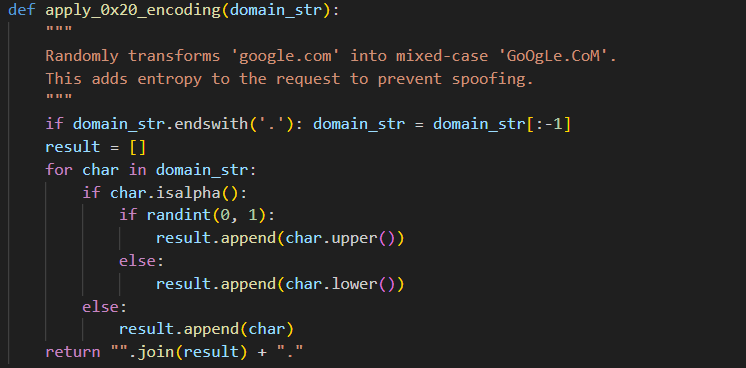 def apply_0x20_encoding(domain_str):
    """
    Randomly transforms 'google.com' into mixed-case 'GoOgLe.CoM'.
    This adds entropy to the request to prevent spoofing.
    """
    if domain_str.endswith('.'): domain_str = domain_str[:-1]
    result = []
    for char in domain_str:
        if char.isalpha():
            if randint(0, 1):
                result.append(char.upper())
            else:
                result.append(char.lower())
        else:
            result.append(char)
    return "".join(result) + "."